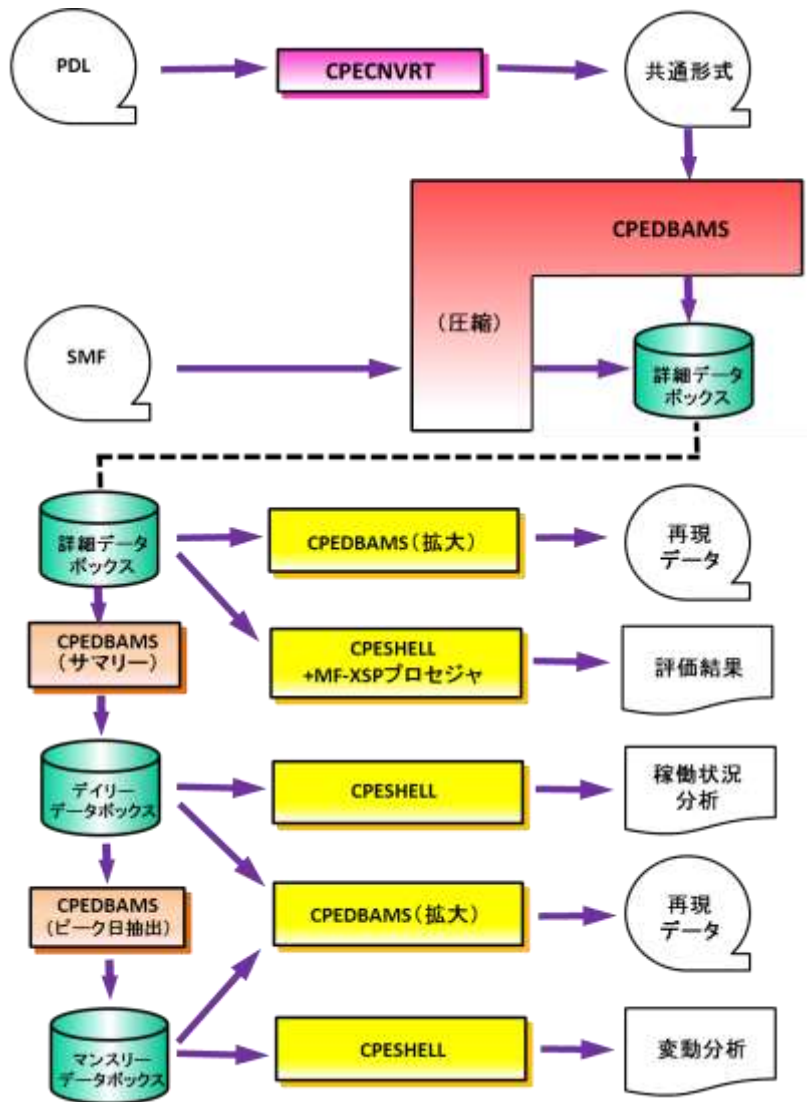 PDL
CPECNVRT
共通形式
CPEDBAMS
(圧縮)
SMF
詳細データ
ボックス
詳細データ
ボックス
CPEDBAMS(拡大)
再現
データ
CPEDBAMS
(サマリー)
CPESHELL
+MF-XSPプロセジャ
評価結果
デイリー
データボックス
CPESHELL
稼働状況
分析
CPEDBAMS
(ピーク日抽出)
CPEDBAMS(拡大)
再現
データ
マンスリー
データボックス
CPESHELL
変動分析